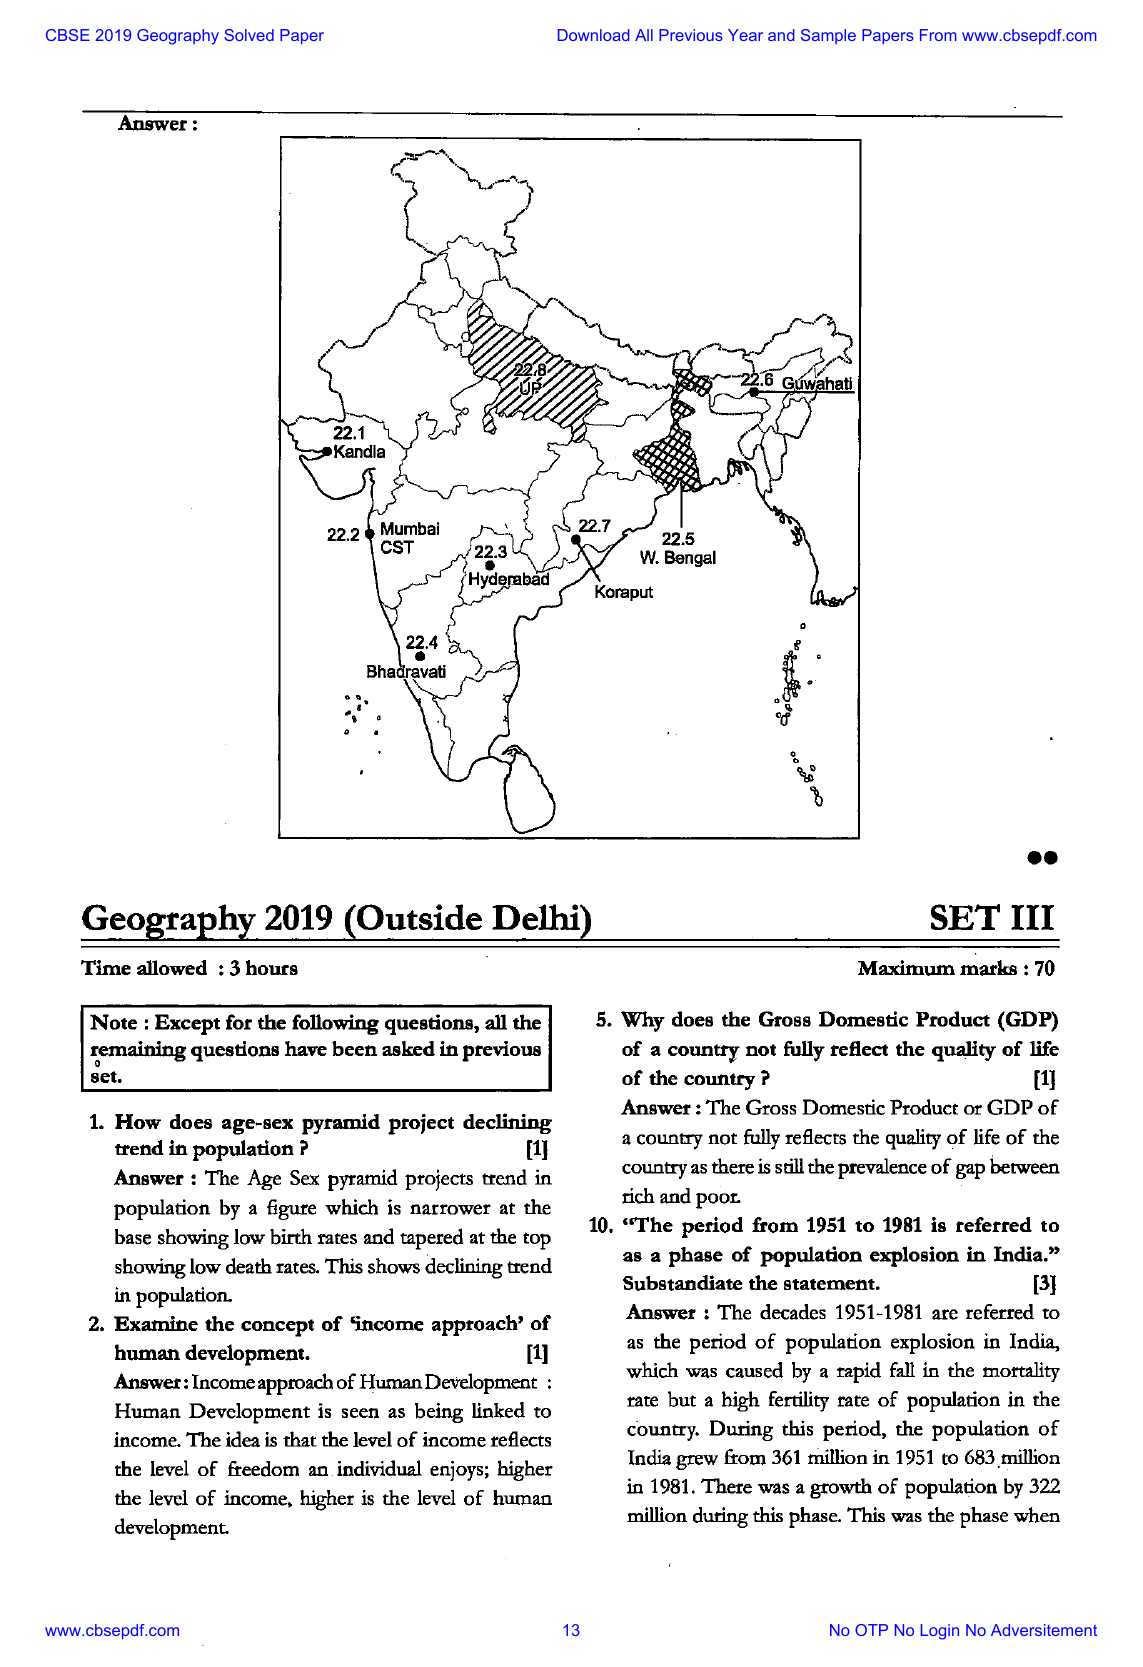 CBSE 2019 Geography Solved Paper
Download All Previous Year and Sample Papers From www.cbsepdf.com
Answer :
22.8
UP
22.6 Guwahati
22.1
Kandla
22.2 Mumbai
CST
22.3
Hyderabad
22.7
Koraput
22.5
W. Bengal
22.4
Bhadravati
Geography 2019 (Outside Delhi)
SET III
Time allowed : 3 hours
Maximum marks : 70
Note : Except for the following questions, all the
remaining questions have been asked in previous
set.
1. How does age-sex pyramid project declining
trend in population ? [1]
Answer : The Age Sex pyramid projects trend in
population by a figure which is narrower at the
base showing low birth rates and tapered at the top
showing low death rates. This shows declining trend
in population.
2. Examine the concept of ‘income approach’ of
human development. [1]
Answer : Income approach of Human Development :
Human Development is seen as being linked to
income. The idea is that the level of income reflects
the level of freedom an individual enjoys; higher
the level of income, higher is the level of human
development.
5. Why does the Gross Domestic Product (GDP)
of a country not fully reflect the quality of life
of the country ? [1]
Answer : The Gross Domestic Product or GDP of
a country not fully reflects the quality of life of the
country as there is still the prevalence of gap between
rich and poor.
10. “The period from 1951 to 1981 is referred to
as a phase of population explosion in India.”
Substandiate the statement. [3]
Answer : The decades 1951-1981 are referred to
as the period of population explosion in India,
which was caused by a rapid fall in the mortality
rate but a high fertility rate of population in the
country. During this period, the population of
India grew from 361 million in 1951 to 683 million
in 1981. There was a growth of population by 322
million during this phase. This was the phase when
www.cbsepdf.com
13
No OTP No Login No Adversitement